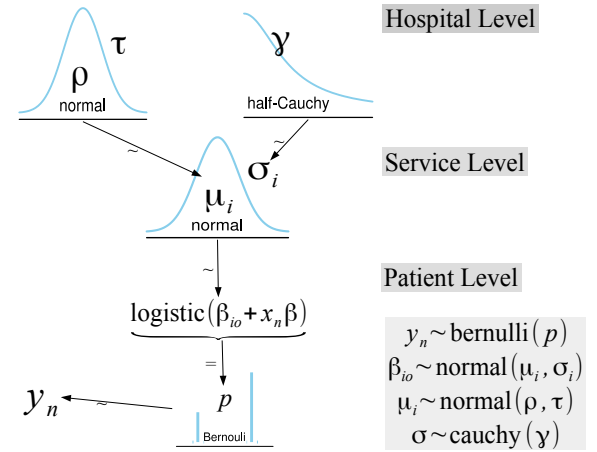 Hospital Level
τ
γ
ρ
normal
half-Cauchy
~
~
Service Level
σ_i
μ_i
normal
~
Patient Level
logistic(β_io + x_n β)
=
y_n ~ bernulli(p)
β_io ~ normal(μ_i, σ_i)
μ_i ~ normal(ρ, τ)
σ ~ cauchy(γ)
y_n
~
p
Bernouli